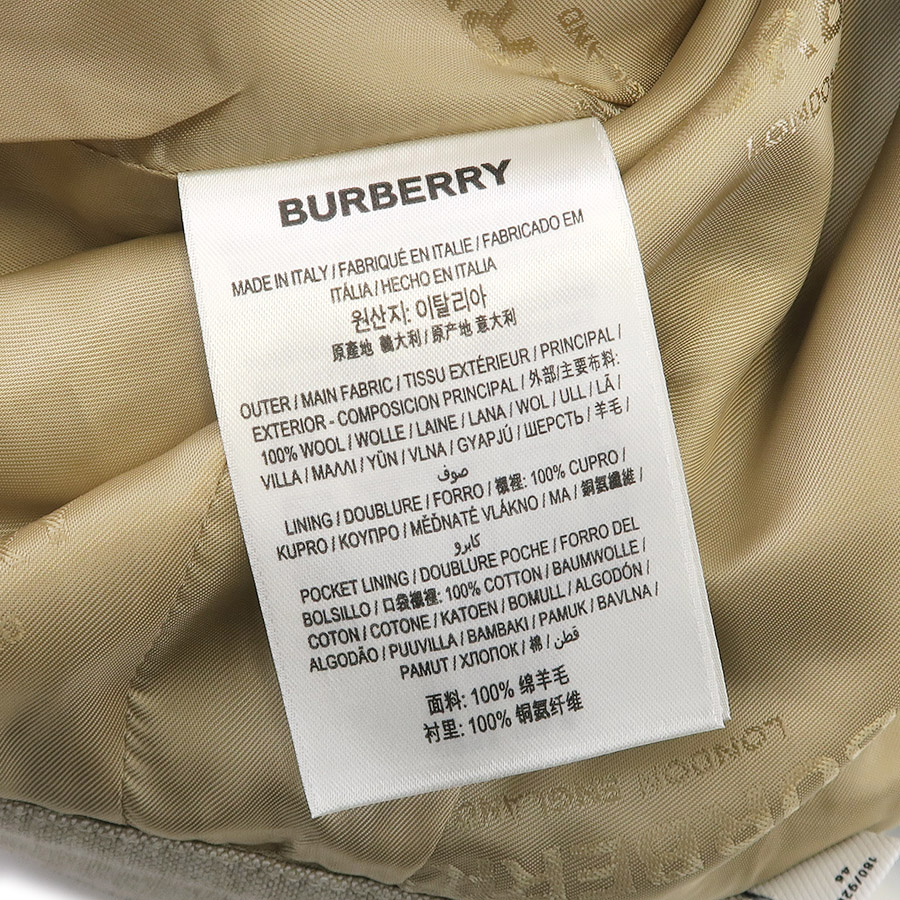 BURBERRY
MADE IN ITALY / FABRIQUÉ EN ITALIE / FABRICADO EM
ITÁLIA / HECHO EN ITALIA
원산지: 이탈리아
原產地 義大利 / 原产地 意大利
OUTER / MAIN FABRIC / TISSU EXTÉRIEUR / PRINCIPAL /
EXTERIOR - COMPOSICION PRINCIPAL / 外部/主要布料:
100% WOOL / WOLLE / LAINE / LANA / WOL / ULL / LÃ /
VILLA / ΜΑΛΛΙ / YÜN / VLNA / GYAPJÚ / ШЕРСТЬ / 羊毛 /
صوف
LINING / DOUBLURE / FORRO / 襯裡: 100% CUPRO /
KUPRO / ΚΟΥΠΡΟ / MĚĎNATÉ VLÁKNO / MA / 銅氨纖維 /
كابرو
POCKET LINING / DOUBLURE POCHE / FORRO DEL
BOLSILLO / 口袋襯裡: 100% COTTON / BAUMWOLLE /
COTON / COTONE / KATOEN / BOMULL / ALGODÓN /
ALGODÃO / PUUVILLA / BAMBAKI / PAMUK / BAVLNA /
PAMUT / ХЛОПОК / 棉 / قطن
面料: 100% 绵羊毛
衬里: 100% 铜氨纤维
LONDON ENGLAND
46